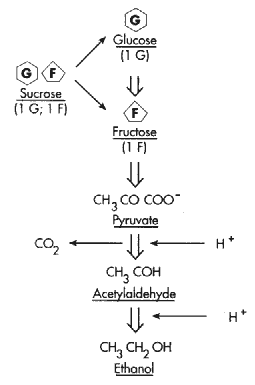 G
Glucose
(1 G)
G F
Sucrose
(1 G; 1 F)
F
Fructose
(1 F)
CH₃ CO COO⁻
Pyruvate
CO₂
H⁺
CH₃ COH
Acetylaldehyde
H⁺
CH₃ CH₂ OH
Ethanol